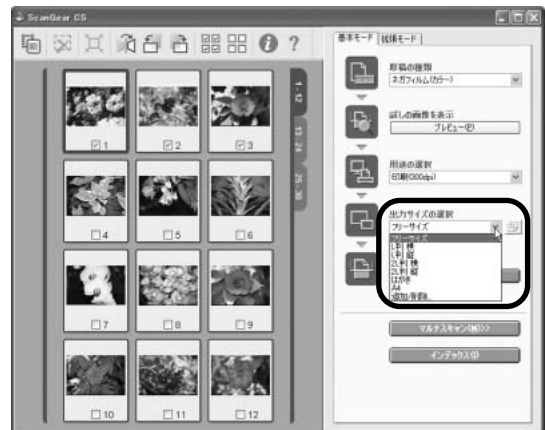 ScanGear CS
基本モード 拡張モード
原稿の種類
ネガフィルム(カラー)
試しの画像を表示
プレビュー(P)
用途の選択
印刷(300dpi)
出力サイズの選択
フリーサイズ
フリーサイズ
L判 横
L判 縦
2L判 横
2L判 縦
はがき
A4
追加/削除...
マルチスキャン(M)>>
インデックス(I)
1 - 12
13 - 24
25 - 30
1 2 3
4 5 6
7 8 9
10 11 12